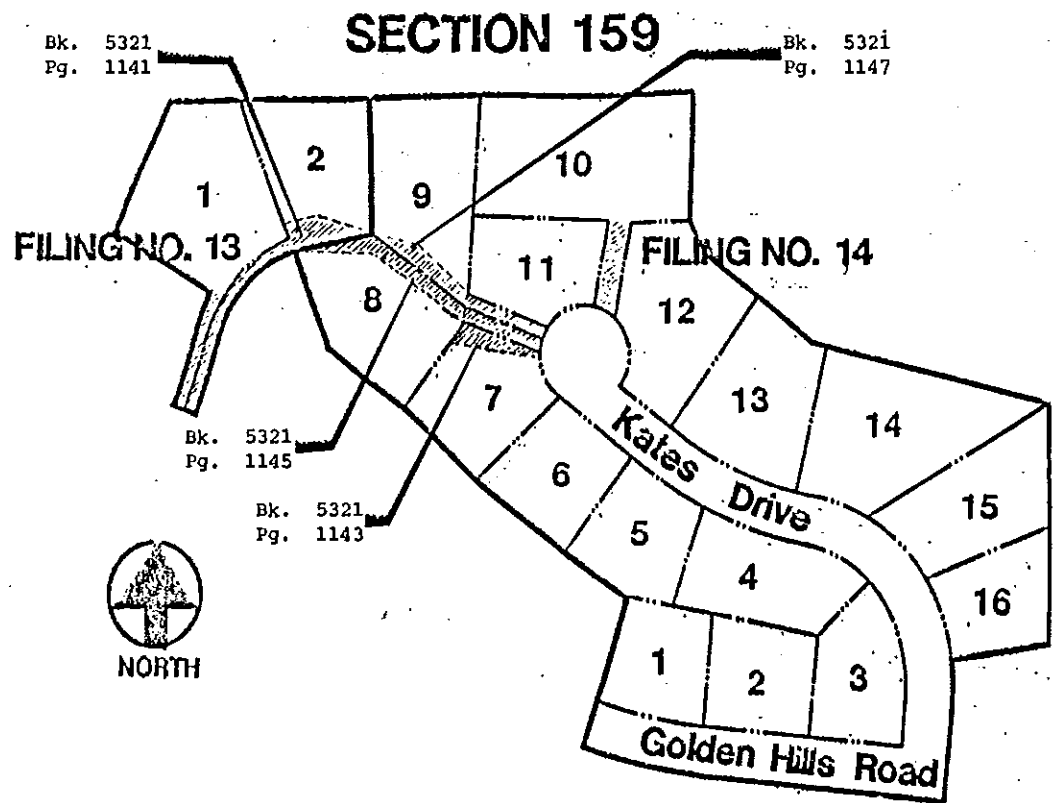 SECTION 159
Bk. 5321
Pg. 1141
Bk. 5321
Pg. 1147
1
2
9
10
FILING NO. 13
11
FILING NO. 14
8
12
7
13
14
Bk. 5321
Pg. 1145
6
Kates Drive
15
Bk. 5321
Pg. 1143
5
4
16
NORTH
1
2
3
Golden Hills Road